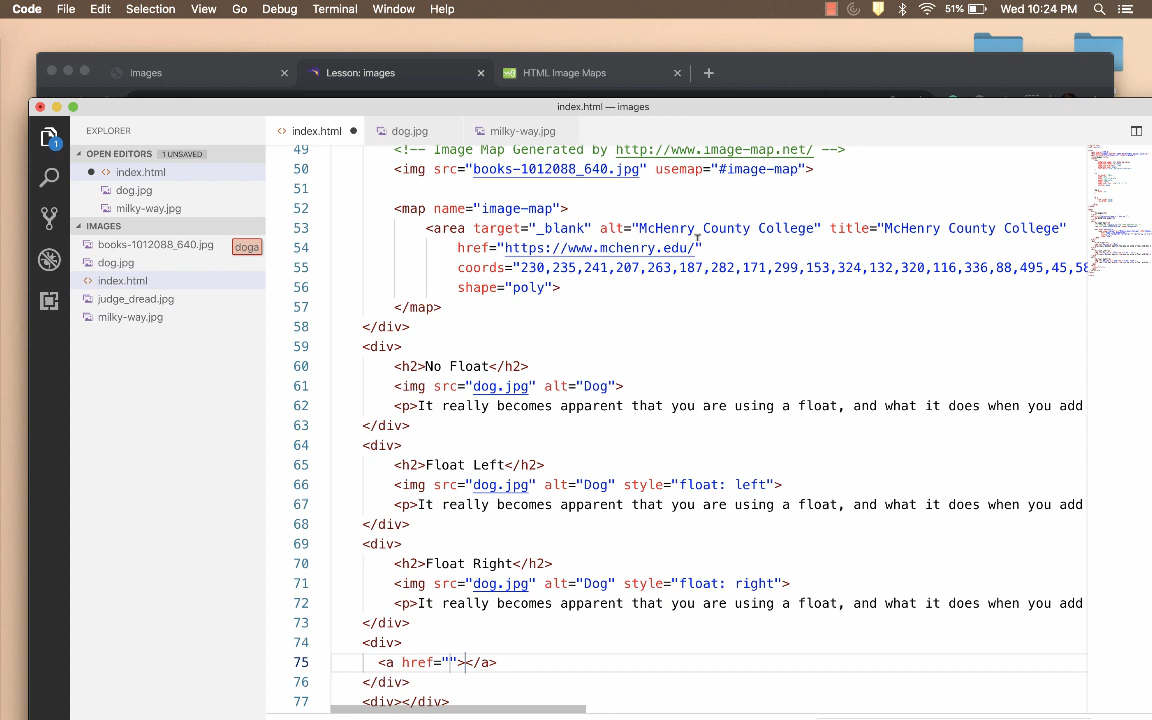 Code File Edit Selection View Go Debug Terminal Window Help 51% Wed 10:24 PM
Images Lesson: images HTML Image Maps
index.html — images
EXPLORER index.html dog.jpg milky-way.jpg
OPEN EDITORS 1 UNSAVED
index.html
dog.jpg
milky-way.jpg
IMAGES
books-1012088_640.jpg
doga
dog.jpg
index.html
judge_dread.jpg
milky-way.jpg
1
49 <!-- Image Map Generated by http://www.image-map.net/ -->
50 <img src="books-1012088_640.jpg" usemap="#image-map">
51
52 <map name="image-map">
53 <area target="_blank" alt="McHenry County College" title="McHenry County College"
54 href="https://www.mchenry.edu/"
55 coords="230,235,241,207,263,187,282,171,299,153,324,132,320,116,336,88,495,45,58
56 shape="poly">
57 </map>
58 </div>
59 <div>
60 <h2>No Float</h2>
61 <img src="dog.jpg" alt="Dog">
62 <p>It really becomes apparent that you are using a float, and what it does when you add
63 </div>
64 <div>
65 <h2>Float Left</h2>
66 <img src="dog.jpg" alt="Dog" style="float: left">
67 <p>It really becomes apparent that you are using a float, and what it does when you add
68 </div>
69 <div>
70 <h2>Float Right</h2>
71 <img src="dog.jpg" alt="Dog" style="float: right">
72 <p>It really becomes apparent that you are using a float, and what it does when you add
73 </div>
74 <div>
75 <a href=""></a>
76 </div>
77 <div></div>